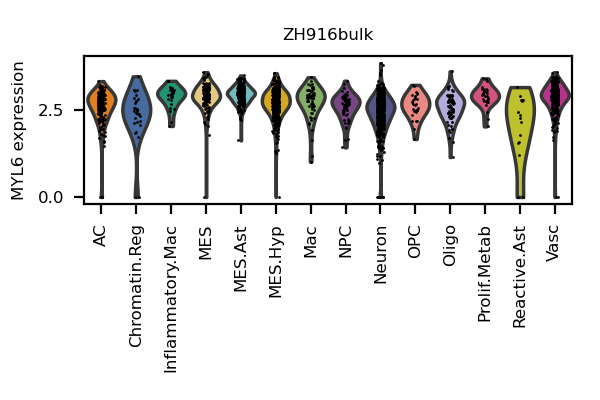 ZH916bulk
MYL6 expression
2.5
0.0
AC
Chromatin.Reg
Inflammatory.Mac
MES
MES.Ast
MES.Hyp
Mac
NPC
Neuron
OPC
Oligo
Prolif.Metab
Reactive.Ast
Vasc